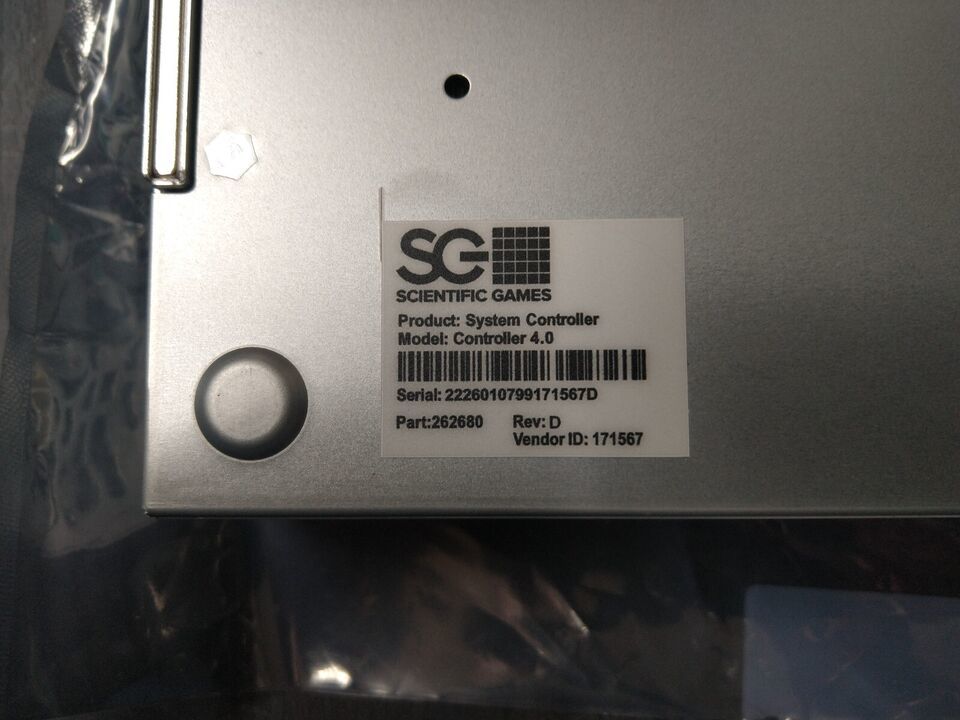 SG
SCIENTIFIC GAMES
Product: System Controller
Model: Controller 4.0
Serial: 2226010799171567D
Part:262680 Rev: D
Vendor ID: 171567